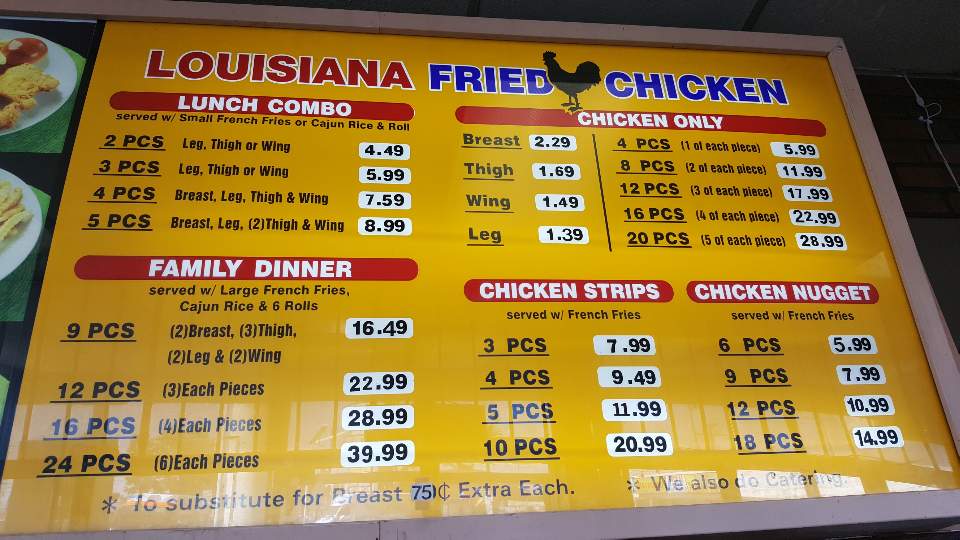 LOUISIANA FRIED CHICKEN
LUNCH COMBO
served w/ Small French Fries or Cajun Rice & Roll
2 PCS Leg, Thigh or Wing 4.49
3 PCS Leg, Thigh or Wing 5.99
4 PCS Breast, Leg, Thigh & Wing 7.59
5 PCS Breast, Leg, (2)Thigh & Wing 8.99
CHICKEN ONLY
Breast 2.29
Thigh 1.69
Wing 1.49
Leg 1.39
4 PCS (1 of each piece) 5.99
8 PCS (2 of each piece) 11.99
12 PCS (3 of each piece) 17.99
16 PCS (4 of each piece) 22.99
20 PCS (5 of each piece) 28.99
FAMILY DINNER
served w/ Large French Fries,
Cajun Rice & 6 Rolls
9 PCS (2)Breast, (3)Thigh, 16.49
(2)Leg & (2)Wing
12 PCS (3)Each Pieces 22.99
16 PCS (4)Each Pieces 28.99
24 PCS (6)Each Pieces 39.99
CHICKEN STRIPS
served w/ French Fries
3 PCS 7.99
4 PCS 9.49
5 PCS 11.99
10 PCS 20.99
CHICKEN NUGGET
served w/ French Fries
6 PCS 5.99
9 PCS 7.99
12 PCS 10.99
18 PCS 14.99
* To substitute for Breast 75¢ Extra Each.
* We also do Catering.